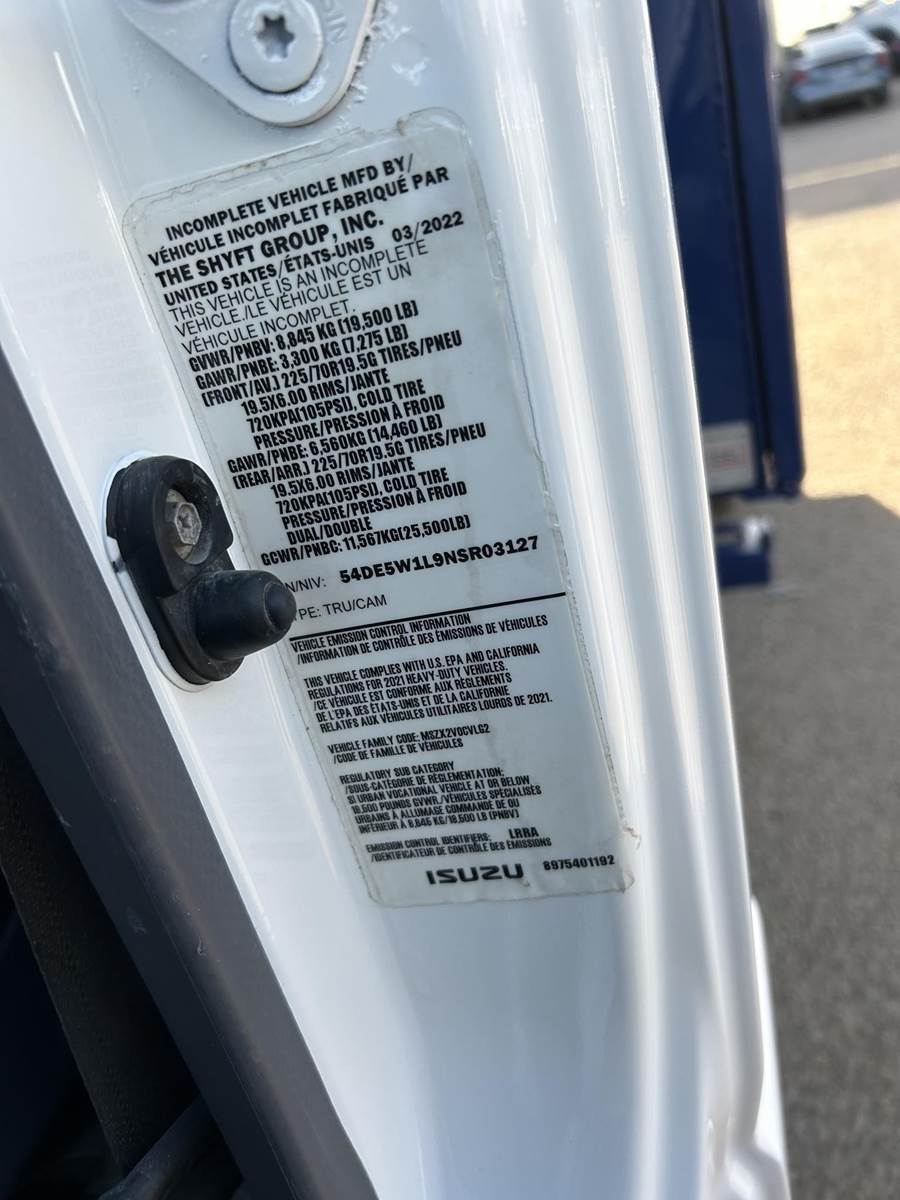 SIN
INCOMPLETE VEHICLE MFD BY/
VÉHICULE INCOMPLET FABRIQUÉ PAR
THE SHYFT GROUP, INC.
UNITED STATES/ÉTATS-UNIS 03/2022
THIS VEHICLE IS AN INCOMPLETE
VEHICLE./LE VÉHICULE EST UN
VÉHICULE INCOMPLET.
GVWR/PNBV: 8,845 KG [19,500 LB]
GAWR/PNBE: 3,300 KG [7,275 LB]
[FRONT/AV.] 225/70R19.5G TIRES/PNEU
19.5X6.00 RIMS/JANTE
720KPA[105PSI], COLD TIRE
PRESSURE/PRESSION À FROID
GAWR/PNBE: 6,560KG [14,460 LB]
[REAR/ARR.] 225/70R19.5G TIRES/PNEU
19.5X6.00 RIMS/JANTE
720KPA[105PSI], COLD TIRE
PRESSURE/PRESSION À FROID
DUAL/DOUBLE
GCWR/PNBC: 11,567KG[25,500LB]
N/NIV: 54DE5W1L9NSR03127
PE: TRU/CAM
VEHICLE EMISSION CONTROL INFORMATION
/INFORMATION DE CONTRÔLE DES ÉMISSIONS DE VÉHICULES
THIS VEHICLE COMPLIES WITH U.S. EPA AND CALIFORNIA
REGULATIONS FOR 2021 HEAVY-DUTY VEHICLES.
/CE VÉHICULE EST CONFORME AUX RÈGLEMENTS
DE L'EPA DES ÉTATS-UNIS ET DE LA CALIFORNIE
RELATIFS AUX VÉHICULES UTILITAIRES LOURDS DE 2021.
VEHICLE FAMILY CODE: MSZX2VOCVLG2
/CODE DE FAMILLE DE VÉHICULES
REGULATORY SUB CATEGORY
/SOUS-CATÉGORIE DE RÉGLEMENTATION:
SI URBAN VOCATIONAL VEHICLE AT OR BELOW
19,500 POUNDS GVWR./VÉHICULES SPÉCIALISÉS
URBAINS À ALLUMAGE COMMANDÉ DE OU
INFÉRIEUR À 8,845 KG/19,500 LB (PNBV)
EMISSION CONTROL IDENTIFIERS: LRRA
/IDENTIFICATEUR DE CONTRÔLE DES ÉMISSIONS
ISUZU 8975401192